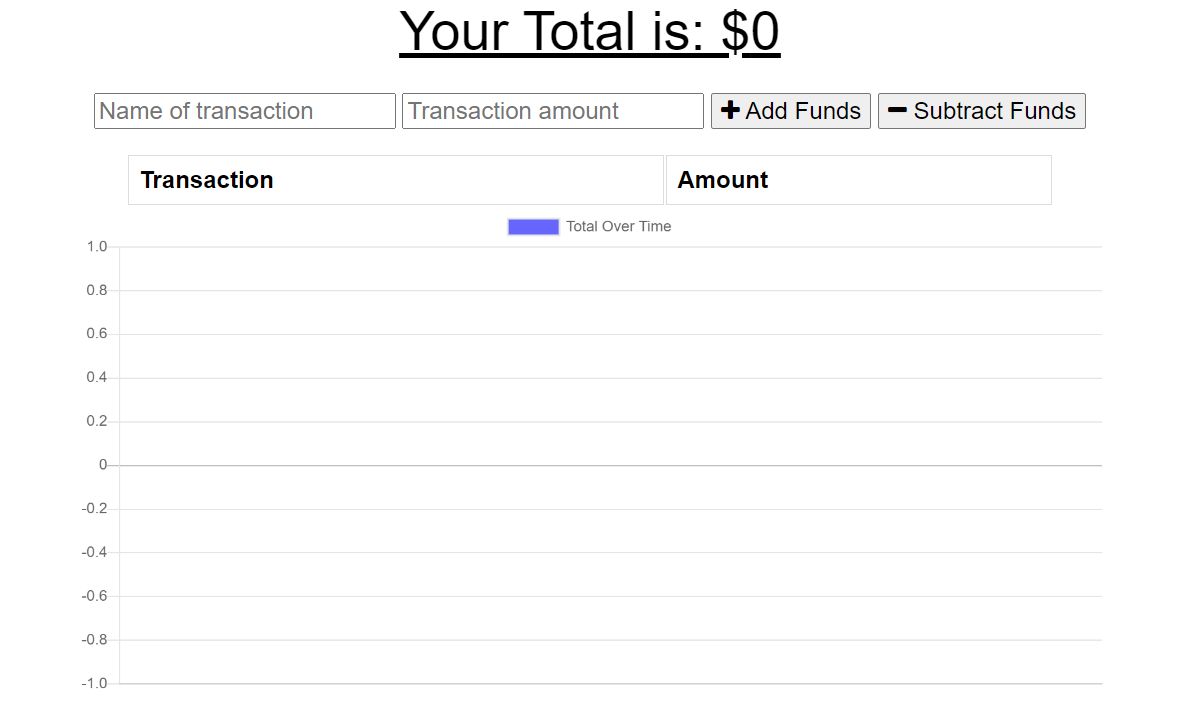 Your Total is: $0
Name of transaction Transaction amount Add Funds Subtract Funds
Transaction Amount
Total Over Time
1.0
0.8
0.6
0.4
0.2
0
-0.2
-0.4
-0.6
-0.8
-1.0